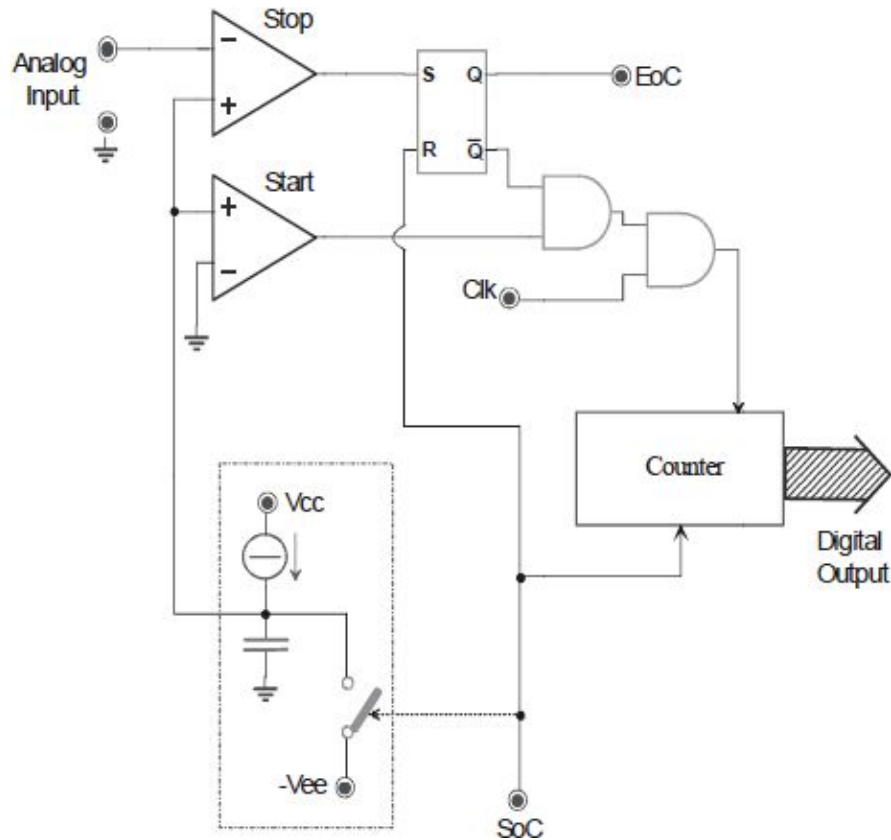 Stop
Analog
Input
−
+
S Q
R Q̅
EoC
Start
+
−
Clk
Counter
Digital
Output
Vcc
-Vee
SoC